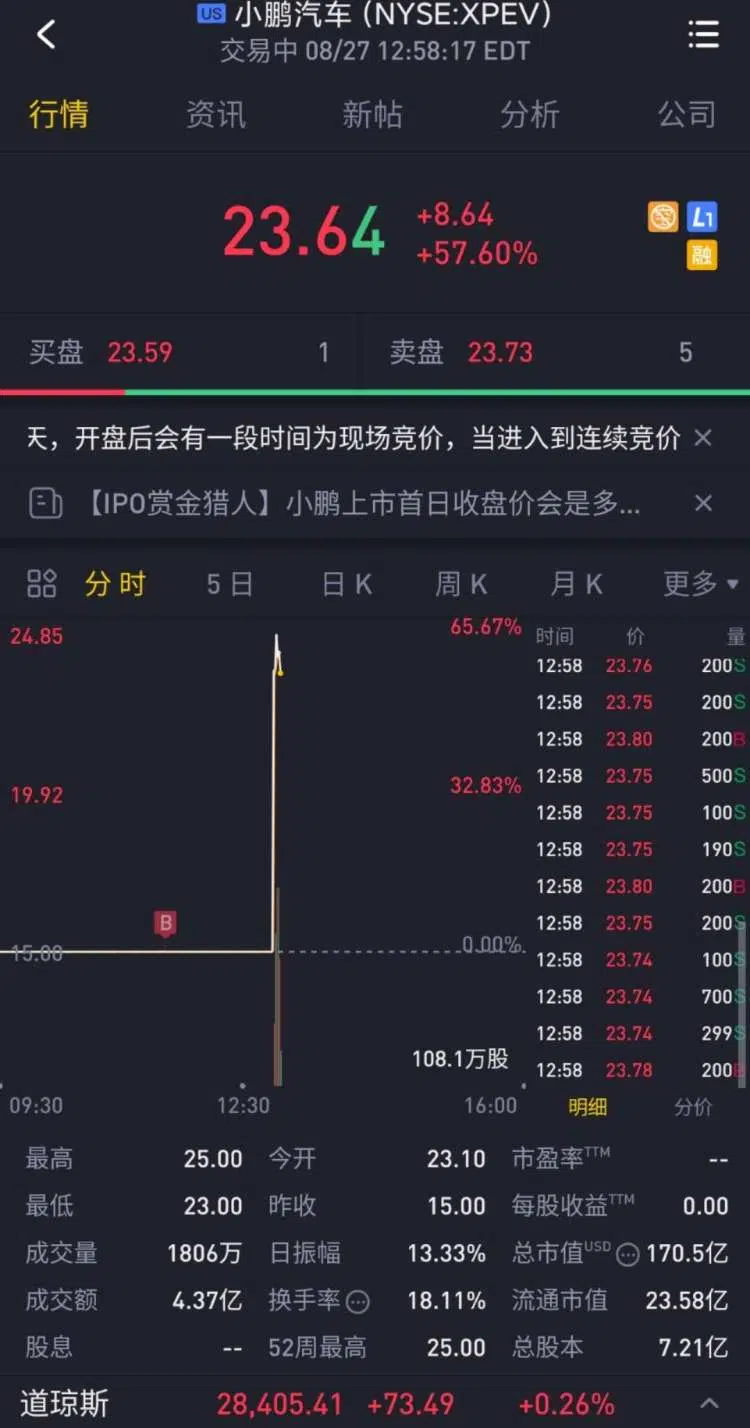 US 小鹏汽车 (NYSE:XPEV)
交易中 08/27 12:58:17 EDT
行情 资讯 新帖 分析 公司
23.64 +8.64
+57.60%
L1
融
买盘 23.59 1 卖盘 23.73 5
天，开盘后会有一段时间为现场竞价，当进入到连续竞价
【IPO赏金猎人】小鹏上市首日收盘价会是多...
分时 5日 日K 周K 月K 更多
24.85 65.67%
19.92 32.83%
B
15.00 0.00%
108.1万股
09:30 12:30 16:00
时间 价 量
12:58 23.76 200S
12:58 23.75 200S
12:58 23.80 200B
12:58 23.75 500S
12:58 23.75 100S
12:58 23.75 190S
12:58 23.80 200B
12:58 23.75 200S
12:58 23.74 100S
12:58 23.74 700S
12:58 23.74 299S
12:58 23.78 200B
明细 分价
最高 25.00 今开 23.10 市盈率TTM --
最低 23.00 昨收 15.00 每股收益TTM 0.00
成交量 1806万 日振幅 13.33% 总市值USD 170.5亿
成交额 4.37亿 换手率 18.11% 流通市值 23.58亿
股息 -- 52周最高 25.00 总股本 7.21亿
道琼斯 28,405.41 +73.49 +0.26%